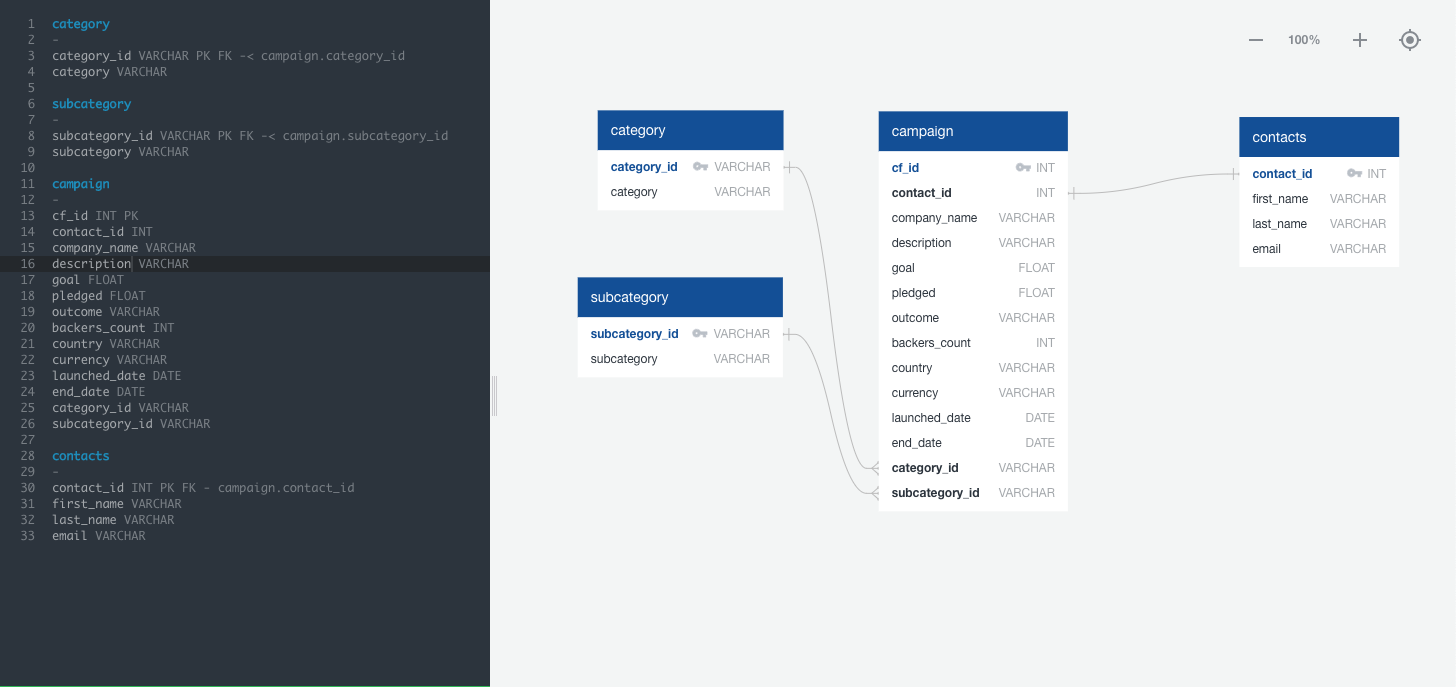 1 category
2 -
3 category_id VARCHAR PK FK -< campaign.category_id
4 category VARCHAR
5
6 subcategory
7 -
8 subcategory_id VARCHAR PK FK -< campaign.subcategory_id
9 subcategory VARCHAR
10
11 campaign
12 -
13 cf_id INT PK
14 contact_id INT
15 company_name VARCHAR
16 description VARCHAR
17 goal FLOAT
18 pledged FLOAT
19 outcome VARCHAR
20 backers_count INT
21 country VARCHAR
22 currency VARCHAR
23 launched_date DATE
24 end_date DATE
25 category_id VARCHAR
26 subcategory_id VARCHAR
27
28 contacts
29 -
30 contact_id INT PK FK - campaign.contact_id
31 first_name VARCHAR
32 last_name VARCHAR
33 email VARCHAR
100%
category
category_id VARCHAR
category VARCHAR
subcategory
subcategory_id VARCHAR
subcategory VARCHAR
campaign
cf_id INT
contact_id INT
company_name VARCHAR
description VARCHAR
goal FLOAT
pledged FLOAT
outcome VARCHAR
backers_count INT
country VARCHAR
currency VARCHAR
launched_date DATE
end_date DATE
category_id VARCHAR
subcategory_id VARCHAR
contacts
contact_id INT
first_name VARCHAR
last_name VARCHAR
email VARCHAR